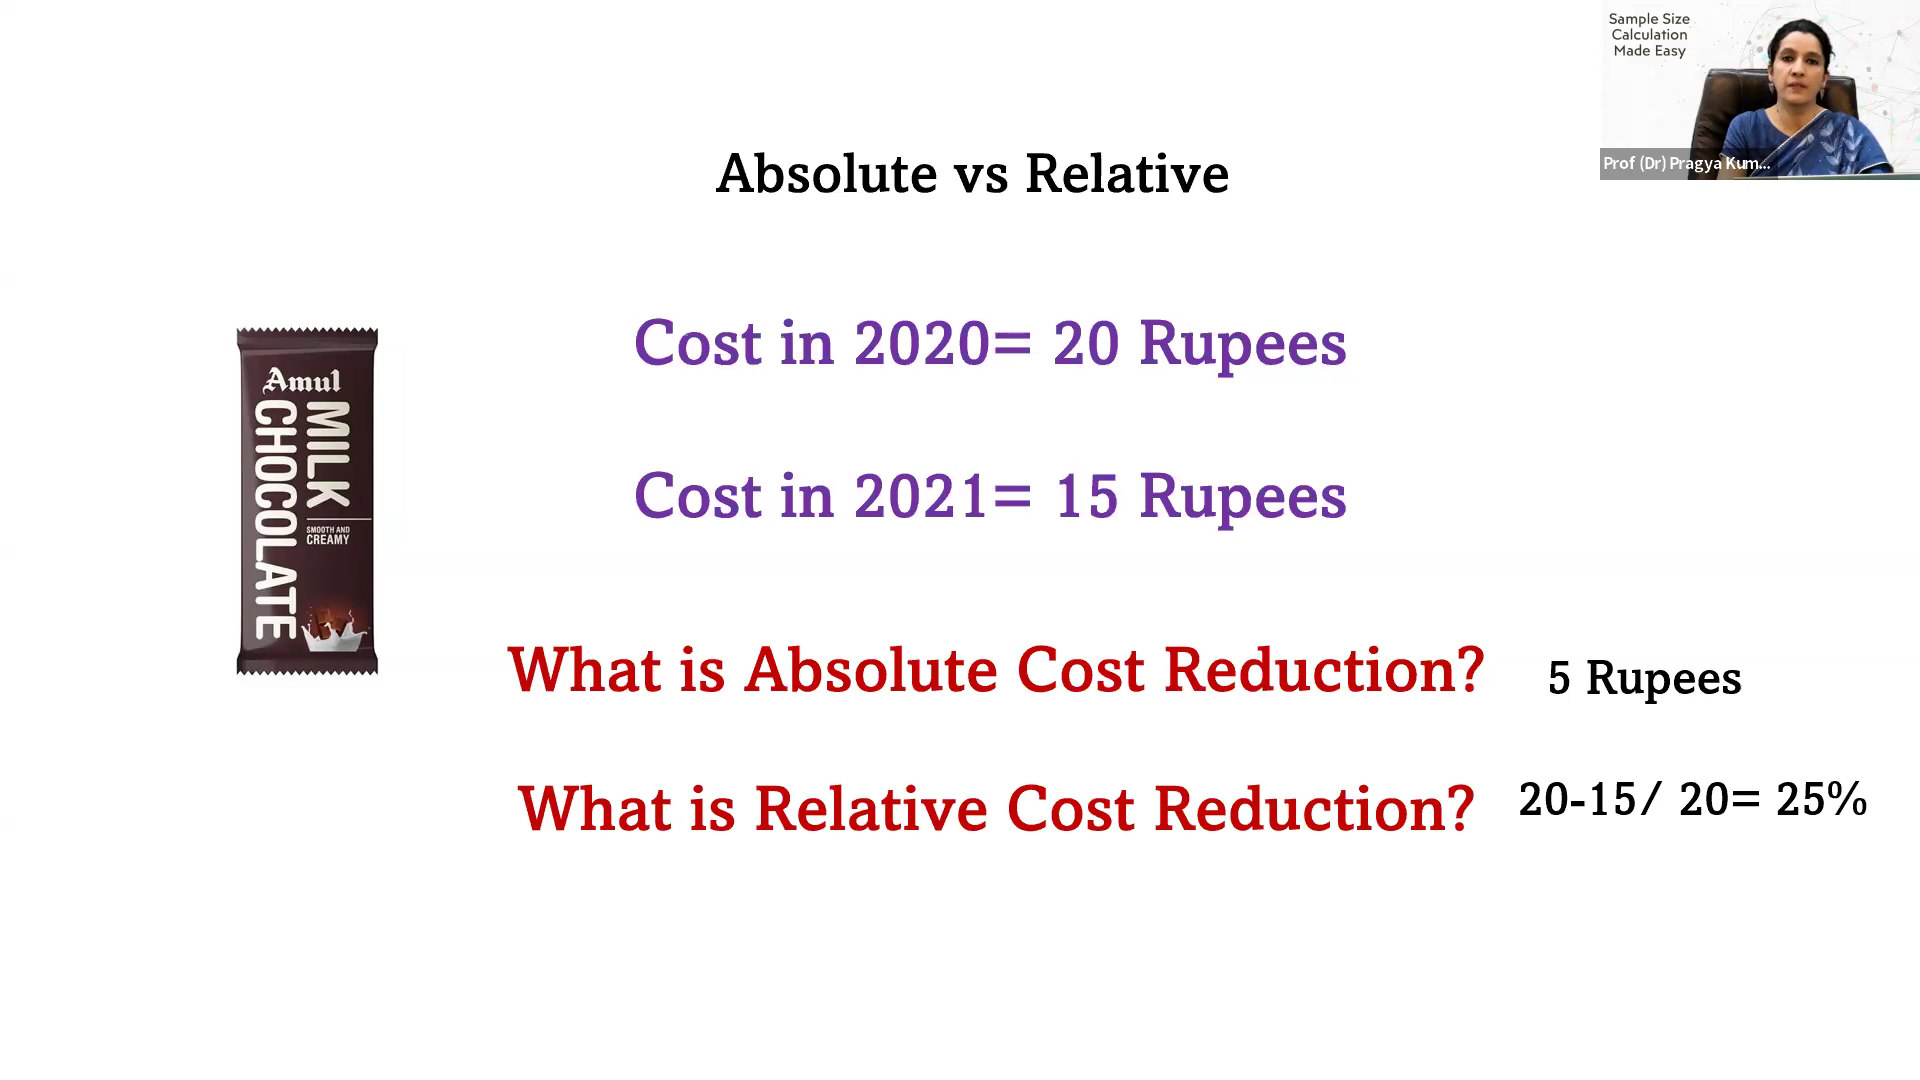 Sample Size
Calculation
Made Easy
Prof (Dr) Pragya Kum...
Absolute vs Relative
Cost in 2020= 20 Rupees
Cost in 2021= 15 Rupees
Amul
MILK
CHOCOLATE
SMOOTH AND
CREAMY
What is Absolute Cost Reduction? 5 Rupees
What is Relative Cost Reduction? 20-15/ 20= 25%